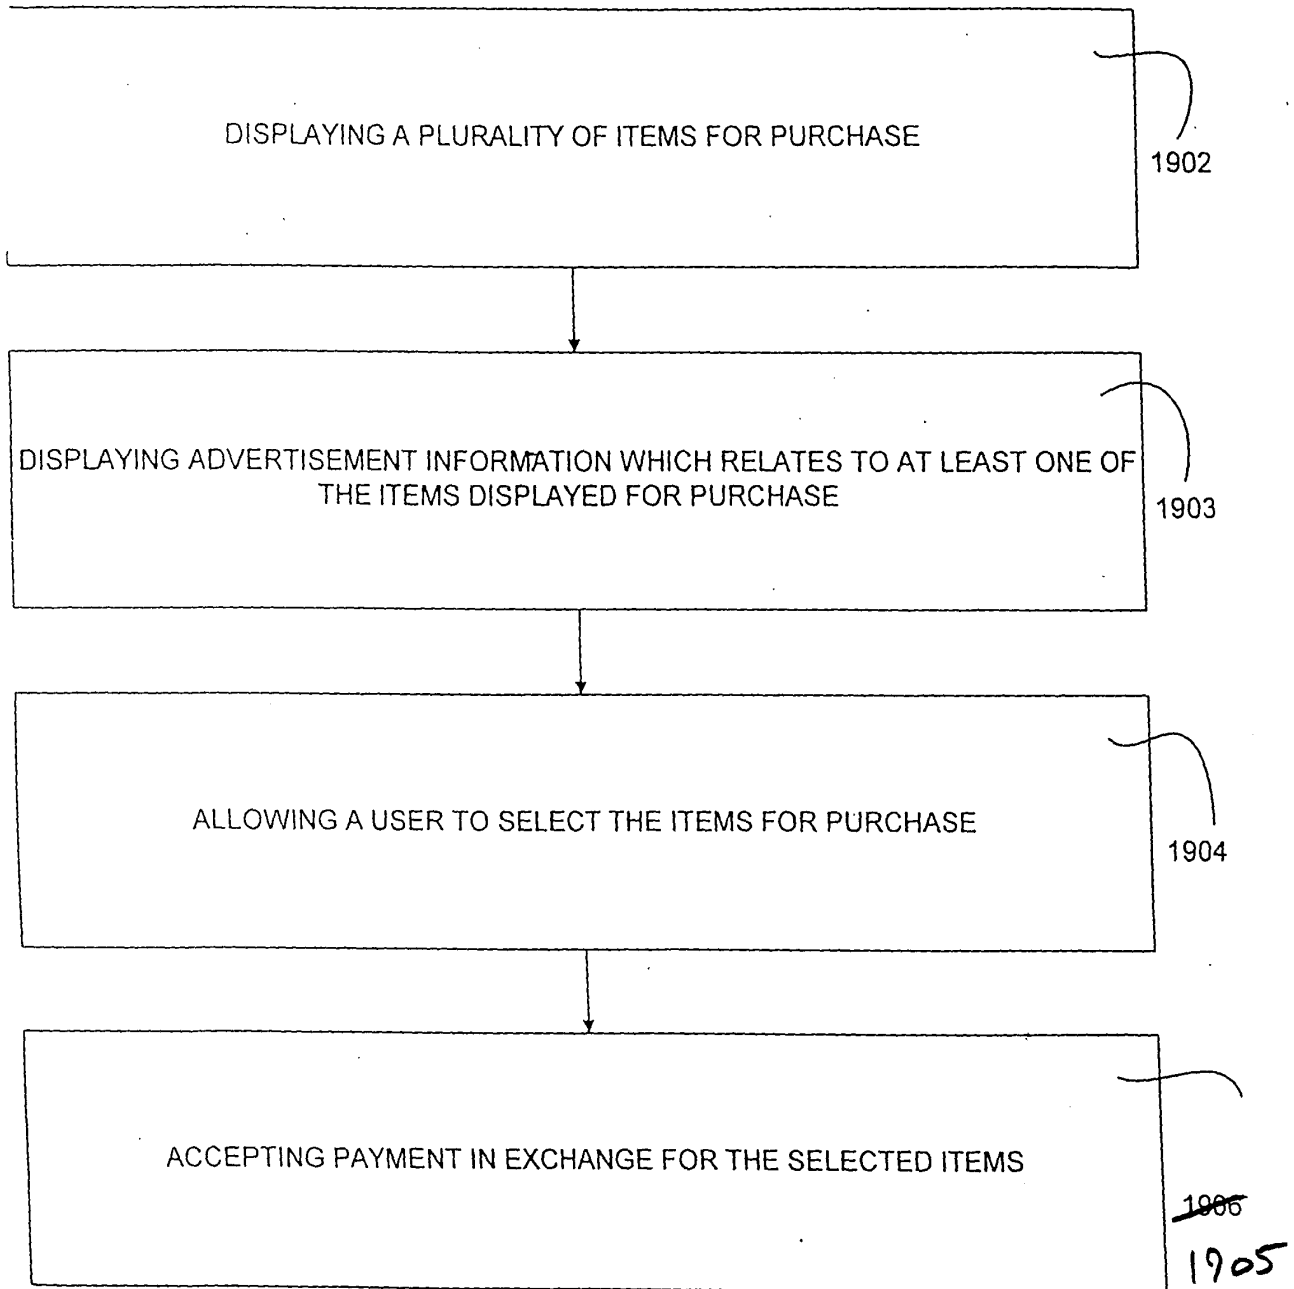 DISPLAYING A PLURALITY OF ITEMS FOR PURCHASE
1902
DISPLAYING ADVERTISEMENT INFORMATION WHICH RELATES TO AT LEAST ONE OF
THE ITEMS DISPLAYED FOR PURCHASE
1903
ALLOWING A USER TO SELECT THE ITEMS FOR PURCHASE
1904
ACCEPTING PAYMENT IN EXCHANGE FOR THE SELECTED ITEMS
1906
1905